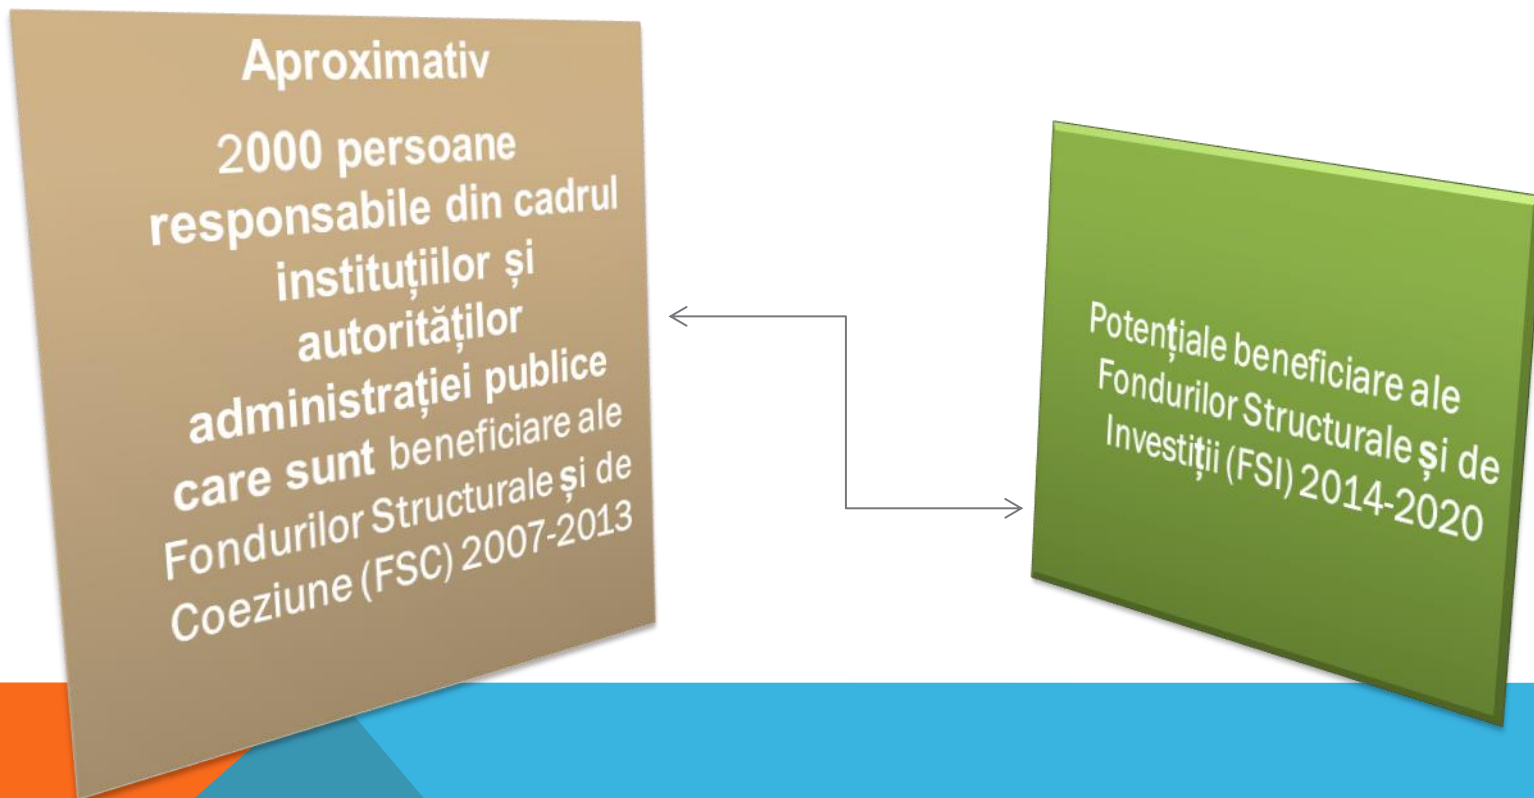 Aproximativ
2000 persoane
responsabile din cadrul
instituțiilor și
autorităților
administrației publice
care sunt beneficiare ale
Fondurilor Structurale și de
Coeziune (FSC) 2007-2013
Potențiale beneficiare ale
Fondurilor Structurale și de
Investiții (FSI) 2014-2020